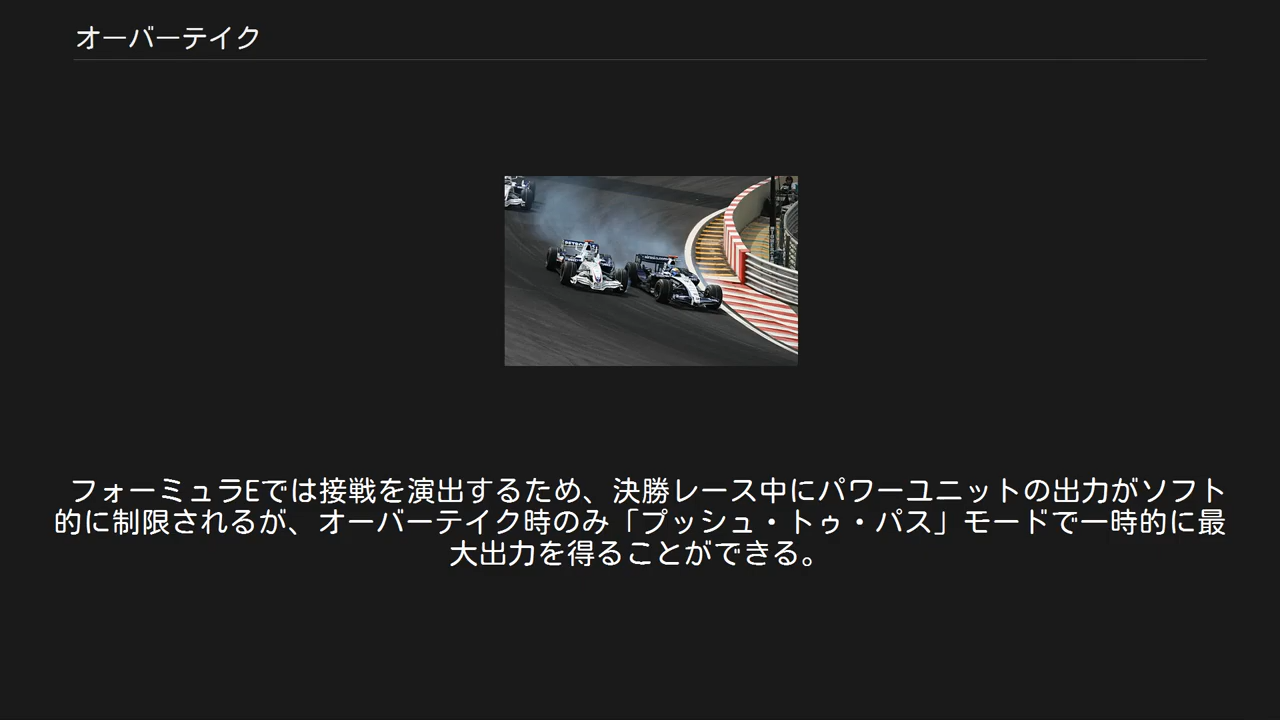 オーバーテイク
フォーミュラEでは接戦を演出するため、決勝レース中にパワーユニットの出力がソフト
的に制限されるが、オーバーテイク時のみ「プッシュ・トゥ・パス」モードで一時的に最
大出力を得ることができる。